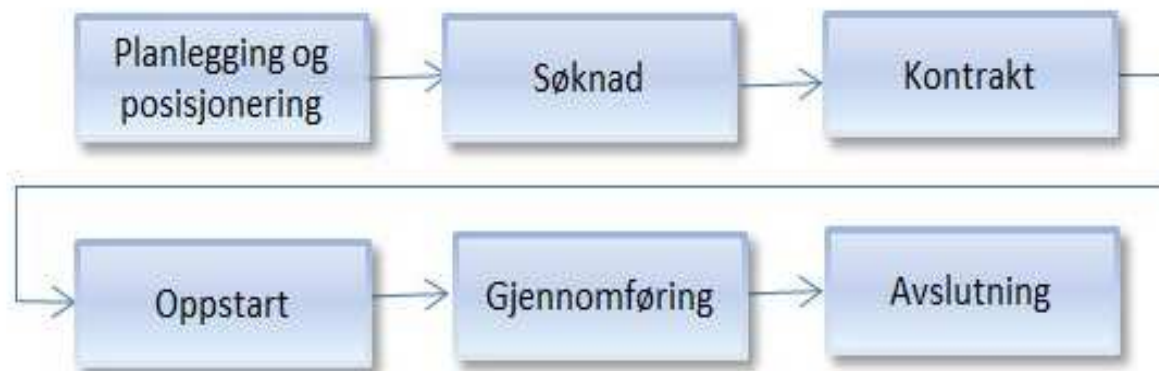 Planlegging og
posisjonering
Søknad
Kontrakt
Oppstart
Gjennomføring
Avslutning